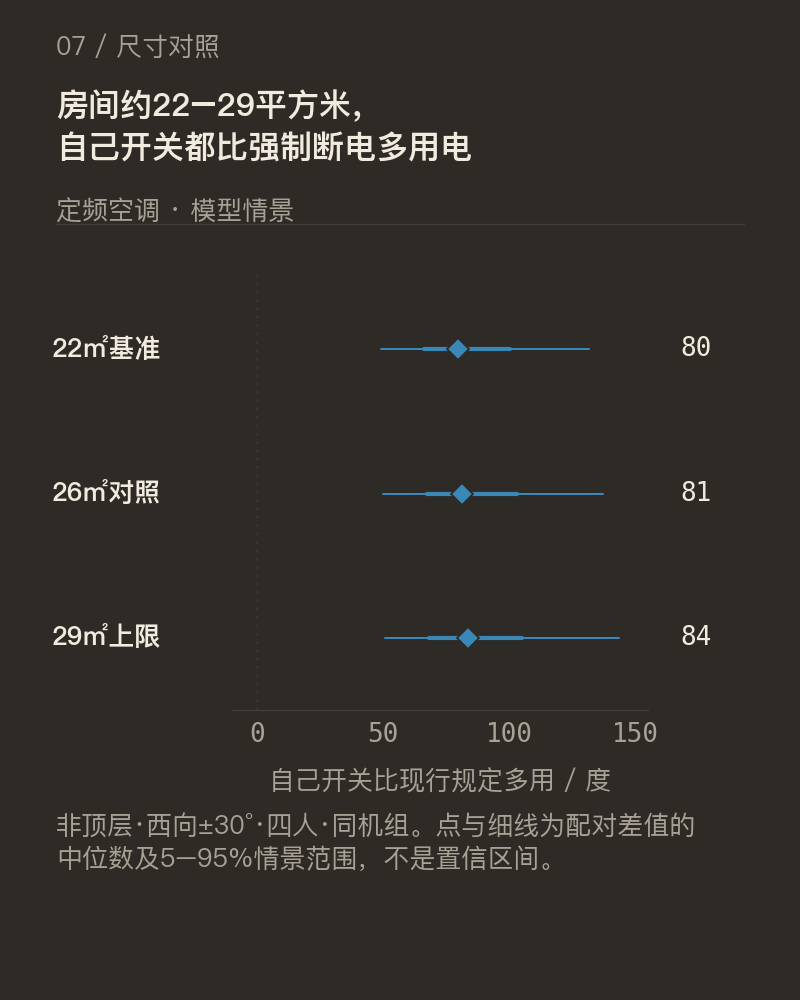 07 / 尺寸对照
房间约22—29平方米，
自己开关都比强制断电多用电
定频空调 · 模型情景
22㎡基准
80
26㎡对照
81
29㎡上限
84
0 50 100 150
自己开关比现行规定多用 / 度
非顶层·西向±30°·四人·同机组。点与细线为配对差值的
中位数及5—95%情景范围，不是置信区间。